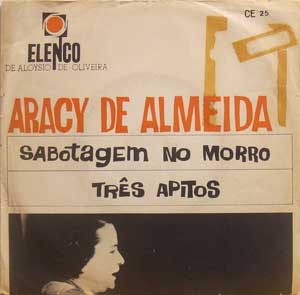 CE 25
ELENCO
DE ALOYSIO DE OLIVEIRA
ARACY DE ALMEIDA
SABOTAGEM NO MORRO
TRÊS APITOS